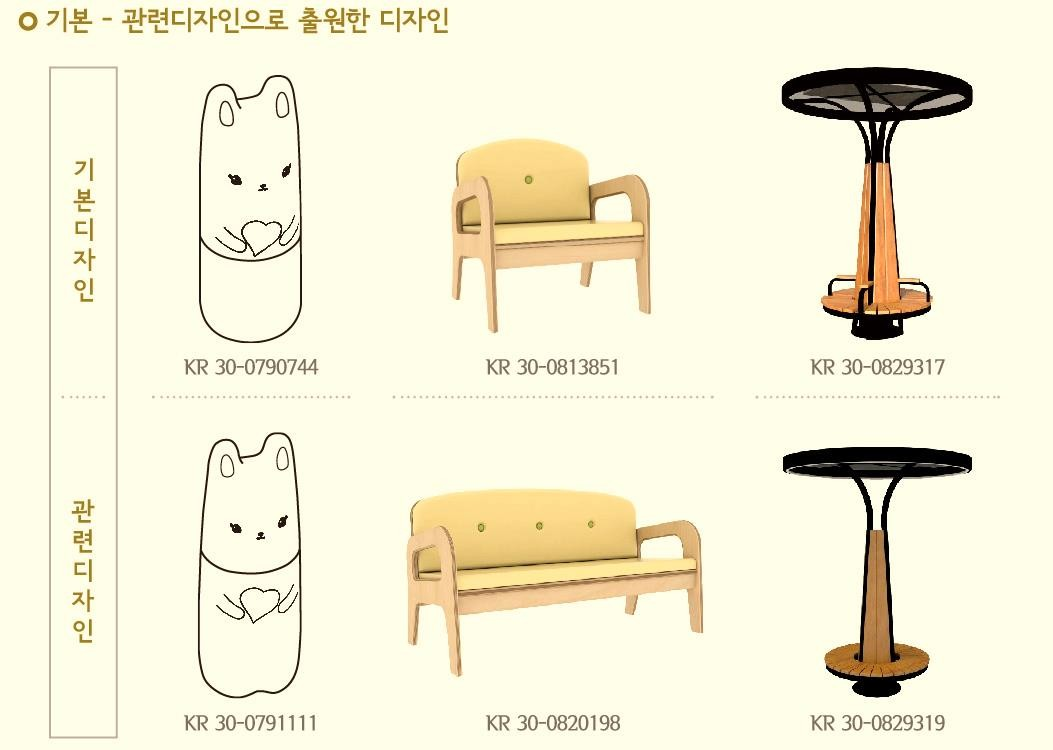 기본 - 관련디자인으로 출원한 디자인
기본디자인
KR 30-0790744
KR 30-0813851
KR 30-0829317
관련디자인
KR 30-0791111
KR 30-0820198
KR 30-0829319